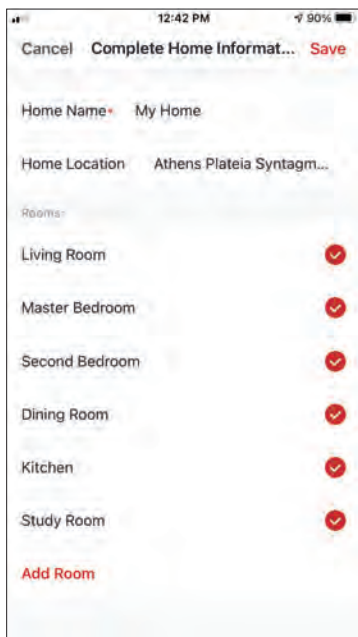 12:42 PM 90%
Cancel Complete Home Informat... Save
Home Name* My Home
Home Location Athens Plateia Syntagm...
Rooms:
Living Room
Master Bedroom
Second Bedroom
Dining Room
Kitchen
Study Room
Add Room